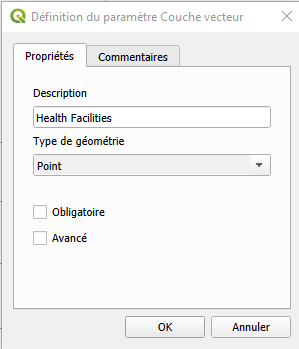 Définition du paramètre Couche vecteur
Propriétés
Commentaires
Description
Health Facilities
Type de géométrie
Point
Obligatoire
Avancé
OK
Annuler